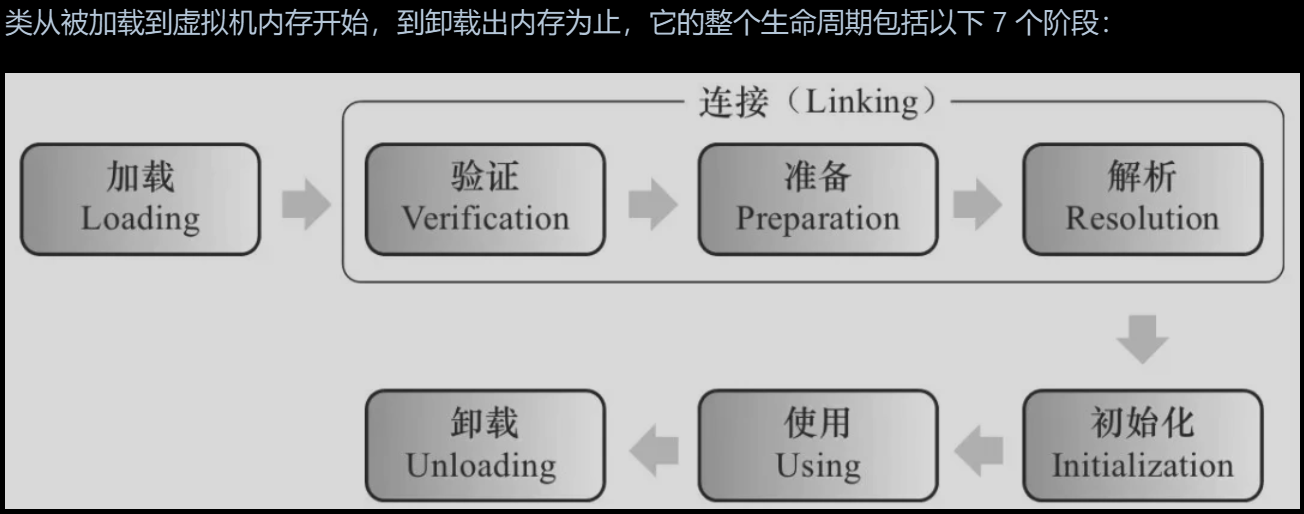 类从被加载到虚拟机内存开始，到卸载出内存为止，它的整个生命周期包括以下 7 个阶段：
连接（Linking）
加载
Loading
验证
Verification
准备
Preparation
解析
Resolution
初始化
Initialization
使用
Using
卸载
Unloading